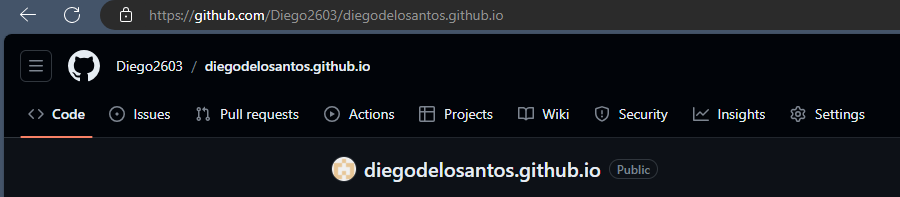 https://github.com/Diego2603/diegodelosantos.github.io
Diego2603 / diegodelosantos.github.io
Code Issues Pull requests Actions Projects Wiki Security Insights Settings
diegodelosantos.github.io Public